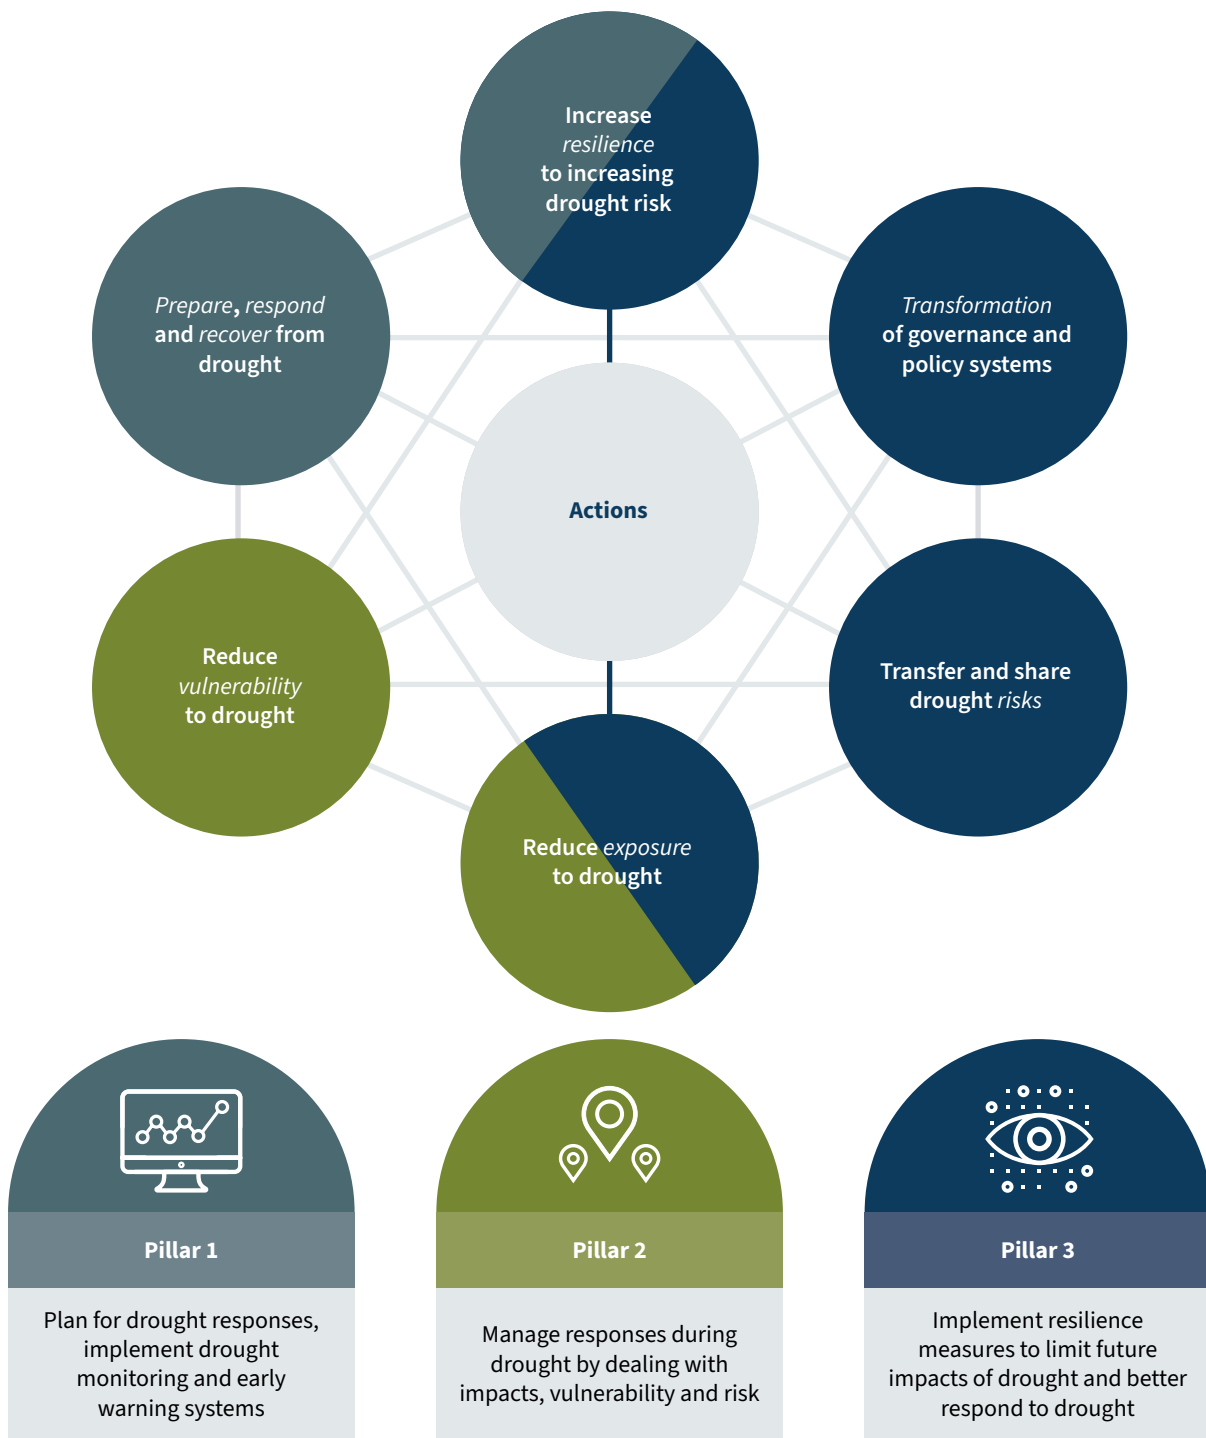 Increase
resilience
to increasing
drought risk
Prepare, respond
and recover from
drought
Transformation
of governance and
policy systems
Actions
Reduce
vulnerability
to drought
Transfer and share
drought risks
Reduce exposure
to drought
Pillar 1
Plan for drought responses,
implement drought
monitoring and early
warning systems
Pillar 2
Manage responses during
drought by dealing with
impacts, vulnerability and risk
Pillar 3
Implement resilience
measures to limit future
impacts of drought and better
respond to drought